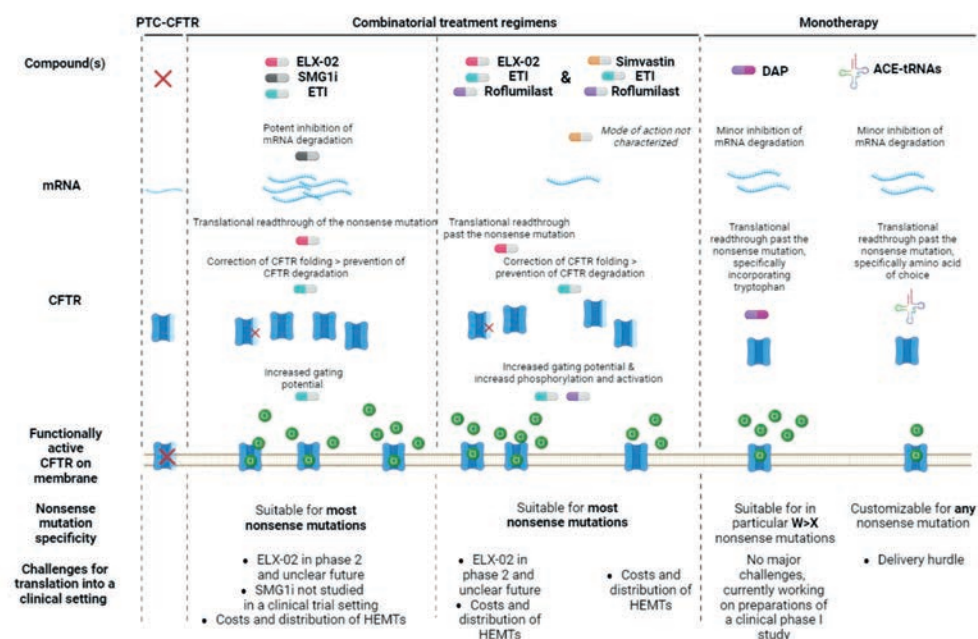 PTC-CFTR
Combinatorial treatment regimens
Monotherapy
Compound(s)
ELX-02
SMG1i
ETI
ELX-02
ETI
Roflumilast
&
Simvastin
ETI
Roflumilast
DAP
ACE-tRNAs
mRNA
Potent inhibition of
mRNA degradation
Mode of action not
characterized
Minor inhibition of
mRNA degradation
Minor inhibition of
mRNA degradation
CFTR
Translational readthrough of the nonsense mutation
Correction of CFTR folding > prevention of
CFTR degradation
Translational readthrough
past the nonsense mutation
Correction of CFTR folding >
prevention of CFTR degradation
Translational
readthrough past the
nonsense mutation,
specifically
incorporating
tryptophan
Translational
readthrough past the
nonsense mutation,
specifically amino acid
of choice
Increased gating
potential
Increased gating potential &
increasd phosphorylation and activation
Functionally
active
CFTR on
membrane
Nonsense
mutation
specificity
Suitable for most
nonsense mutations
Suitable for most
nonsense mutations
Suitable for in
particular W>X
nonsense mutations
Customizable for any
nonsense mutation
Challenges for
translation into a
clinical setting
• ELX-02 in phase 2
and unclear future
• SMG1i not studied
in a clinical trial setting
• Costs and distribution of HEMTs
• ELX-02 in
phase 2 and
unclear future
• Costs and
distribution of
HEMTs
• Costs and
distribution of HEMTs
No major
challenges,
currently working
on preparations of
a clinical phase I
study
• Delivery hurdle